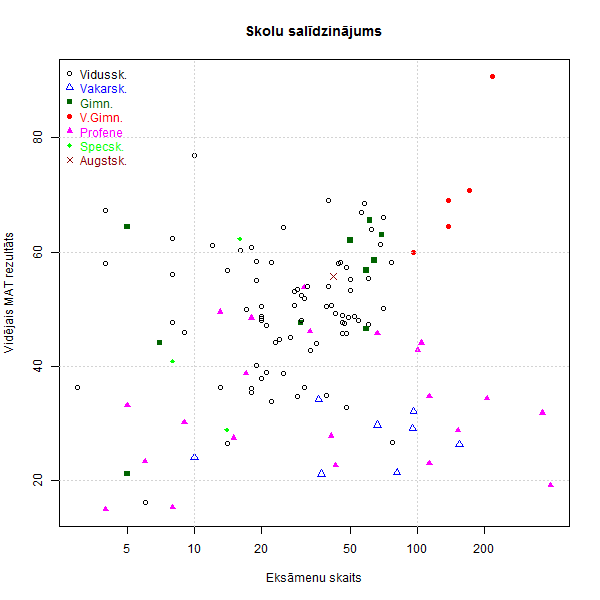 Skolu salīdzinājums
Vidussk.
Vakarsk.
Gimn.
V.Gimn.
Profene
Specsk.
Augstsk.
Vidējais MAT rezultāts
80
60
40
20
5 10 20 50 100 200
Eksāmenu skaits